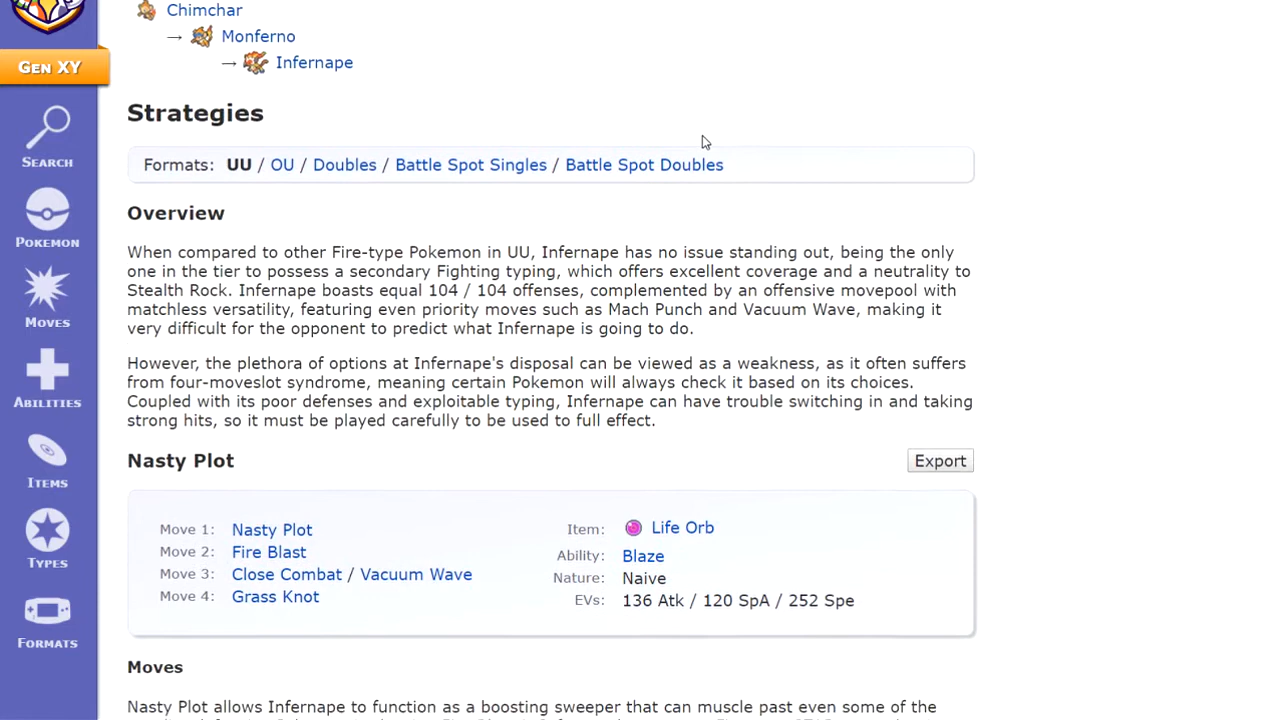 Chimchar
→ Monferno
→ Infernape
GEN XY
Strategies
Formats: UU / OU / Doubles / Battle Spot Singles / Battle Spot Doubles
SEARCH
Overview
POKEMON
When compared to other Fire-type Pokemon in UU, Infernape has no issue standing out, being the only
one in the tier to possess a secondary Fighting typing, which offers excellent coverage and a neutrality to
Stealth Rock. Infernape boasts equal 104 / 104 offenses, complemented by an offensive movepool with
matchless versatility, featuring even priority moves such as Mach Punch and Vacuum Wave, making it
very difficult for the opponent to predict what Infernape is going to do.
MOVES
However, the plethora of options at Infernape's disposal can be viewed as a weakness, as it often suffers
from four-moveslot syndrome, meaning certain Pokemon will always check it based on its choices.
Coupled with its poor defenses and exploitable typing, Infernape can have trouble switching in and taking
strong hits, so it must be played carefully to be used to full effect.
ABILITIES
Nasty Plot
Export
ITEMS
Move 1: Nasty Plot
Move 2: Fire Blast
Move 3: Close Combat / Vacuum Wave
Move 4: Grass Knot
Item: Life Orb
Ability: Blaze
Nature: Naive
EVs: 136 Atk / 120 SpA / 252 Spe
TYPES
FORMATS
Moves
Nasty Plot allows Infernape to function as a boosting sweeper that can muscle past even some of the